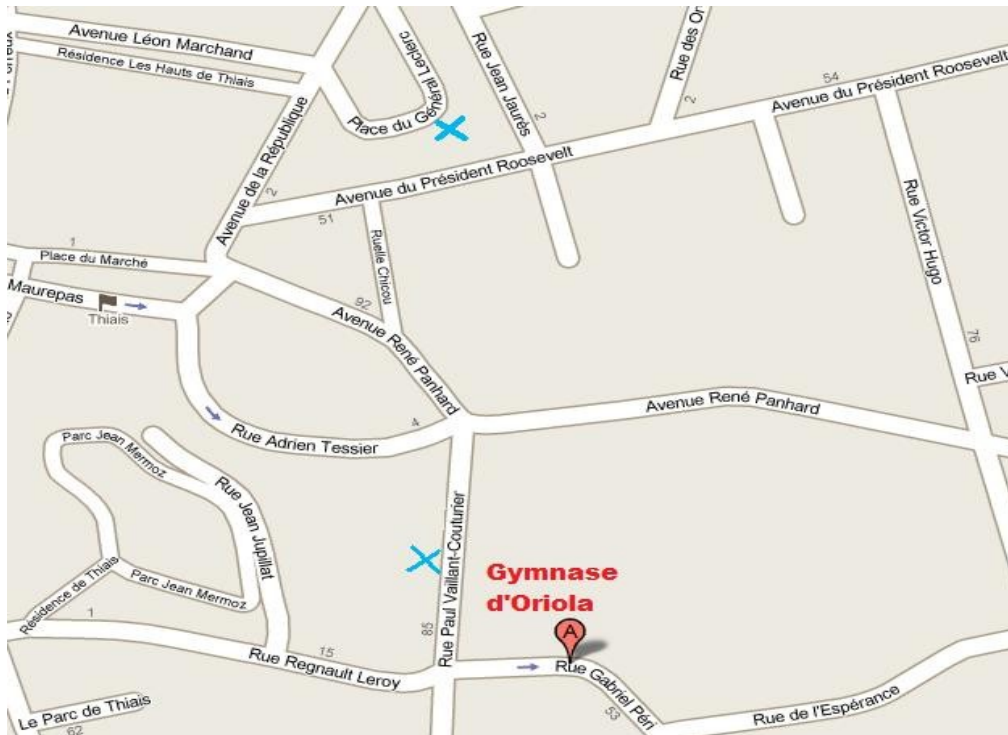 Avenue Léon Marchand
Résidence Les Hauts de Thiais
Place du Général Leclerc
Rue Jean Jaurés
2
Rue des
2
54
Avenue du Président Roosevelt
Avenue de la République
2
Avenue du Président Roosevelt
51
Ruelle Chicou
Rue Victor Hugo
76
1
Place du Marché
Maurepas
Thiais
92
Avenue René Panhard
Avenue René Panhard
Rue V
4
Rue Adrien Tessier
Parc Jean Mermoz
Rue Jean Jupillat
Résidence de Thiais
Parc Jean Mermoz
Rue Paul Vaillant-Couturier
85
Gymnase
d'Oriola
A
1
15
Rue Regnault Leroy
Rue Gabriel Péri
53
Rue de l'Espérance
Le Parc de Thiais
62